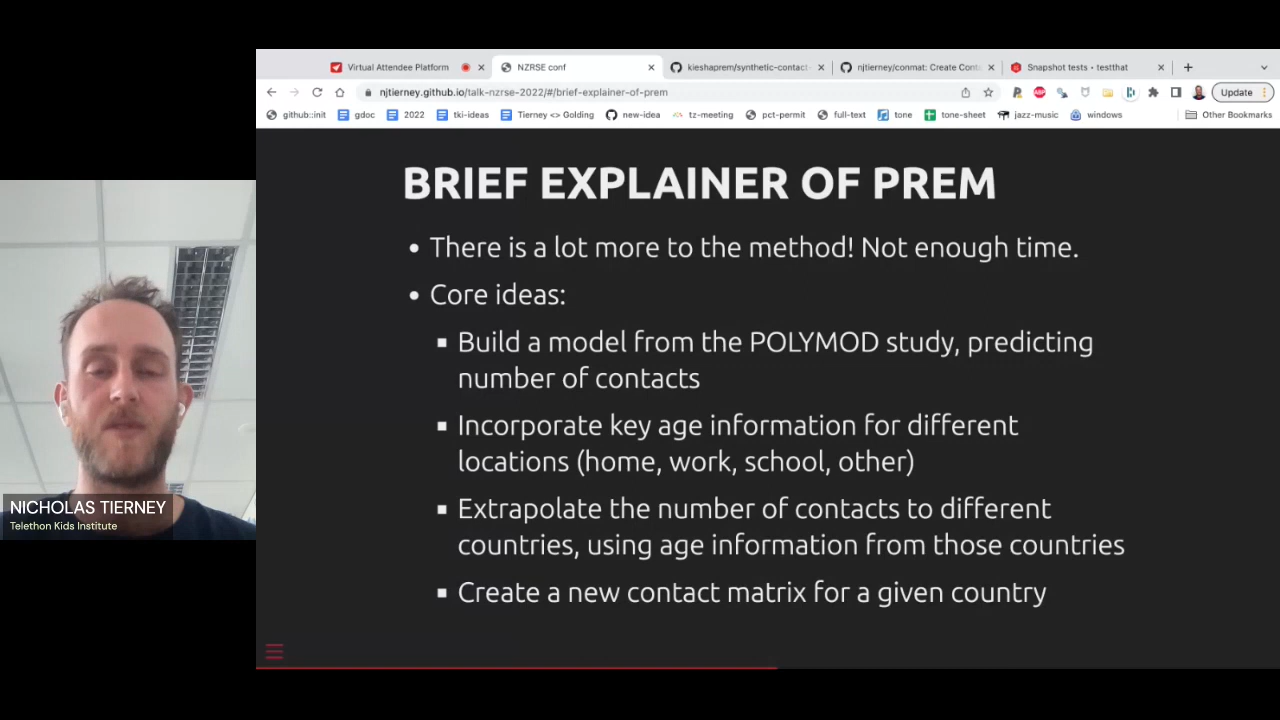 Virtual Attendee Platform
NZRSE conf
kieshaprem/synthetic-contact-
njtierney/conmat: Create Conta
Snapshot tests • testthat
njtierney.github.io/talk-nzrse-2022/#/brief-explainer-of-prem
Update
github::init
gdoc
2022
tki-ideas
Tierney <> Golding
new-idea
tz-meeting
pct-permit
full-text
tone
tone-sheet
jazz-music
windows
Other Bookmarks
BRIEF EXPLAINER OF PREM
• There is a lot more to the method! Not enough time.
• Core ideas:
▪ Build a model from the POLYMOD study, predicting
number of contacts
▪ Incorporate key age information for different
locations (home, work, school, other)
▪ Extrapolate the number of contacts to different
countries, using age information from those countries
▪ Create a new contact matrix for a given country
NICHOLAS TIERNEY
Telethon Kids Institute